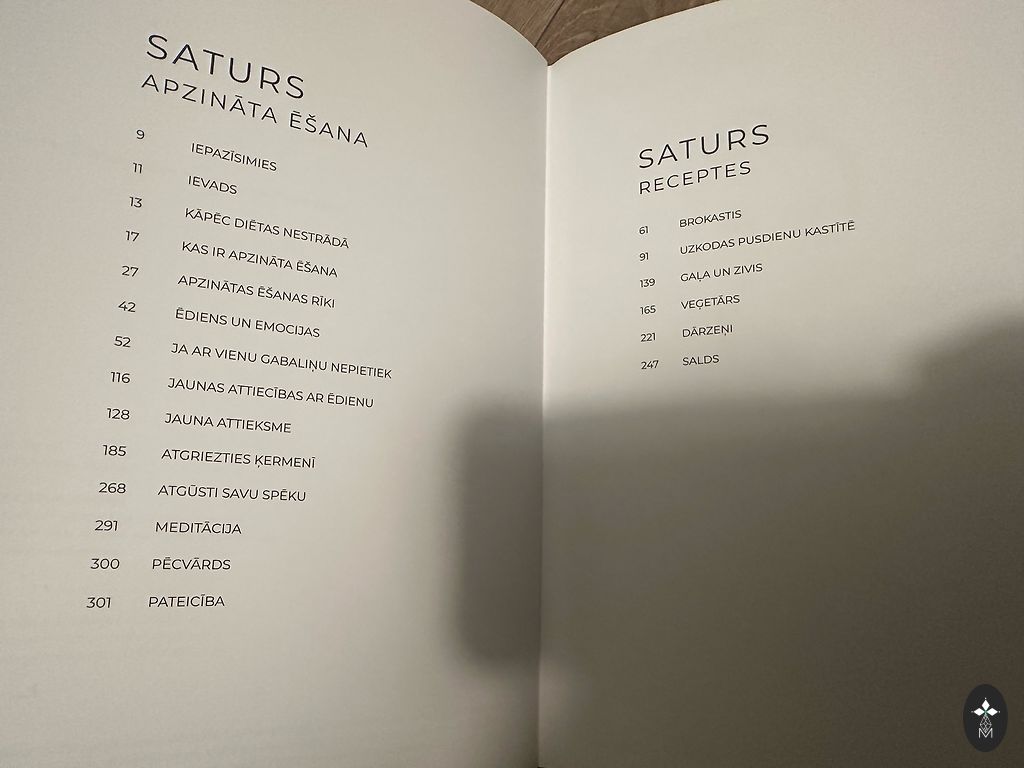 SATURS
APZINĀTA ĒŠANA
9 IEPAZĪSIMIES
11 IEVADS
13 KĀPĒC DIĒTAS NESTRĀDĀ
17 KAS IR APZINĀTA ĒŠANA
27 APZINĀTAS ĒŠANAS RĪKI
42 ĒDIENS UN EMOCIJAS
52 JA AR VIENU GABALIŅU NEPIETIEK
116 JAUNAS ATTIECĪBAS AR ĒDIENU
128 JAUNA ATTIEKSME
185 ATGRIEZTIES ĶERMENĪ
268 ATGŪSTI SAVU SPĒKU
291 MEDITĀCIJA
300 PĒCVĀRDS
301 PATEICĪBA
SATURS
RECEPTES
61 BROKASTIS
91 UZKODAS PUSDIENU KASTĪTĒ
139 GAĻA UN ZIVIS
165 VEĢETĀRS
221 DĀRZEŅI
247 SALDS
M